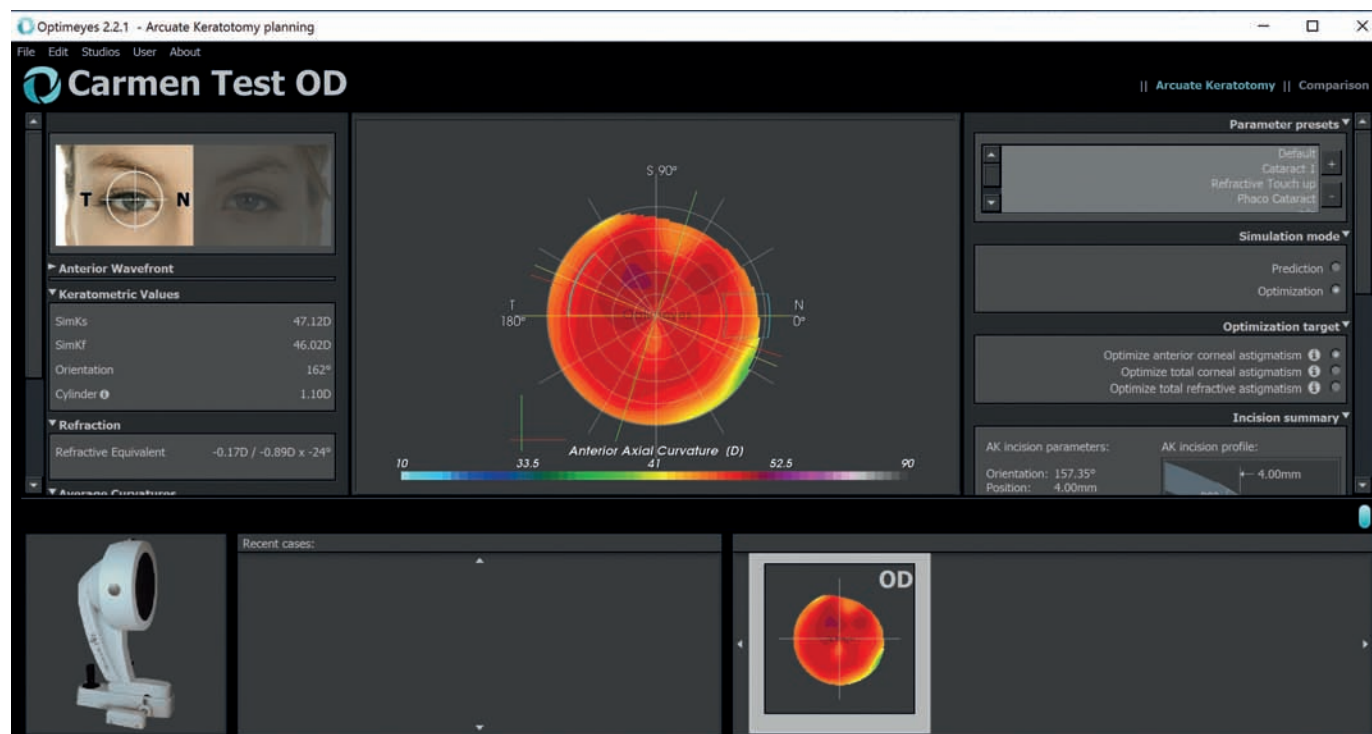 Optimeyes 2.2.1 - Arcuate Keratotomy planning
File Edit Studios User About
Carmen Test OD
|| Arcuate Keratotomy || Comparison
T N
Anterior Wavefront
Keratometric Values
SimKs 47.12D
SimKf 46.02D
Orientation 162°
Cylinder 1.10D
Refraction
Refractive Equivalent -0.17D / -0.89D x -24°
Average Curvatures
S 90°
T
180°
N
0°
Anterior Axial Curvature (D)
10 33.5 41 52.5 90
Parameter presets
Default
Cataract 1
Refractive Touch up
Phaco Cataract
+
-
Simulation mode
Prediction
Optimization
Optimization target
Optimize anterior corneal astigmatism
Optimize total corneal astigmatism
Optimize total refractive astigmatism
Incision summary
AK incision parameters: AK incision profile:
Orientation: 157.35°
Position: 4.00mm
4.00mm
Recent cases:
OD